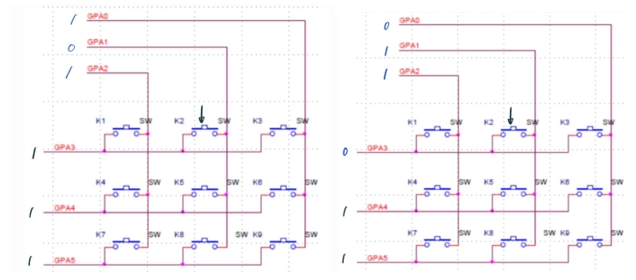 1 GPA0
0 GPA1
1 GPA2
K1 SW K2 SW K3 SW
1 GPA3
K4 SW K5 SW K6 SW
1 GPA4
K7 SW K8 SW K9 SW
1 GPA5
0 GPA0
1 GPA1
1 GPA2
K1 SW K2 SW K3 SW
0 GPA3
K4 SW K5 SW K6 SW
1 GPA4
K7 SW K8 SW K9 SW
1 GPA5